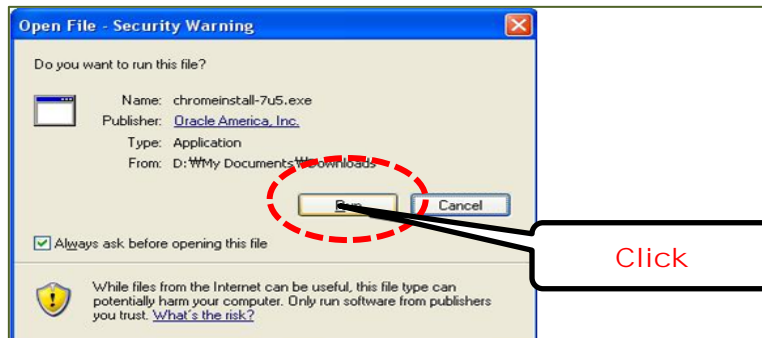 Open File - Security Warning
Do you want to run this file?
Name: chromeinstall-7u5.exe
Publisher: Oracle America, Inc.
Type: Application
From: D:₩My Documents₩Downloads
Run Cancel
Always ask before opening this file
Click
While files from the Internet can be useful, this file type can
potentially harm your computer. Only run software from publishers
you trust. What's the risk?